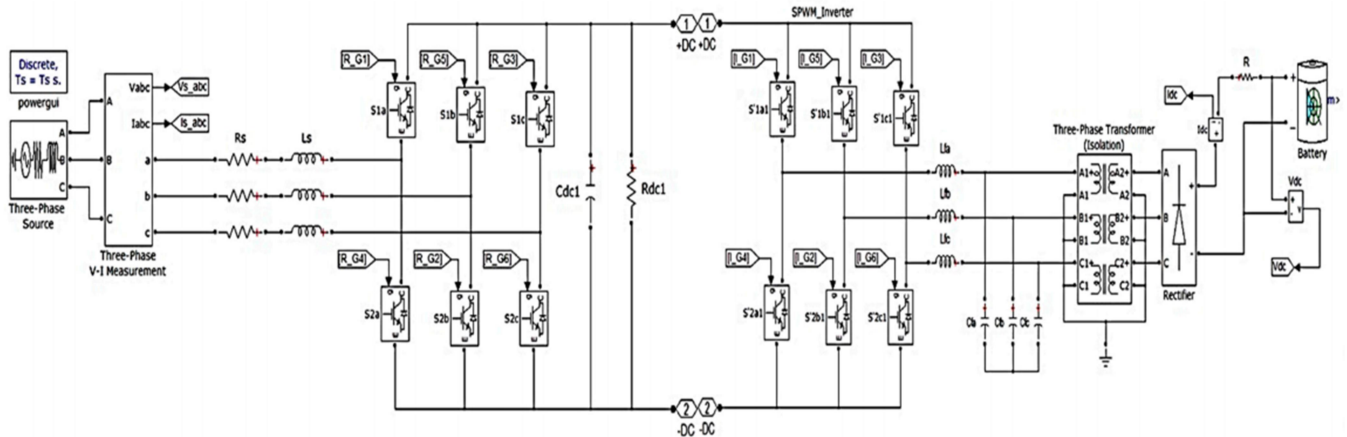 SPWM_Inverter
Discrete,
Ts = Ts s.
powergui
Vabc
Iabc
Vs_abc
Is_abc
A
B
C
A
B
C
a
b
c
Three-Phase
Source
Three-Phase
V-I Measurement
Rs
Ls
[R_G1]
[R_G5]
[R_G3]
S1a
S1b
S1c
[R_G4]
[R_G2]
[R_G6]
S2a
S2b
S2c
Cdc1
Rdc1
1
1
+DC
+DC
2
2
-DC
-DC
[I_G1]
[I_G5]
[I_G3]
S'1a1
S'1b1
S'1c1
[I_G4]
[I_G2]
[I_G6]
S'2a1
S'2b1
S'2c1
Lfa
Lfb
Lfc
Cfa
Cfb
Cfc
Three-Phase Transformer
(Isolation)
A1+
A1
B1+
B1
C1+
C1
A2+
A2
B2+
B2
C2+
C2
A
B
C
+
-
Rectifier
Idc
Idc
R
+
-
m
Battery
Vdc
+
-
v
Vdc